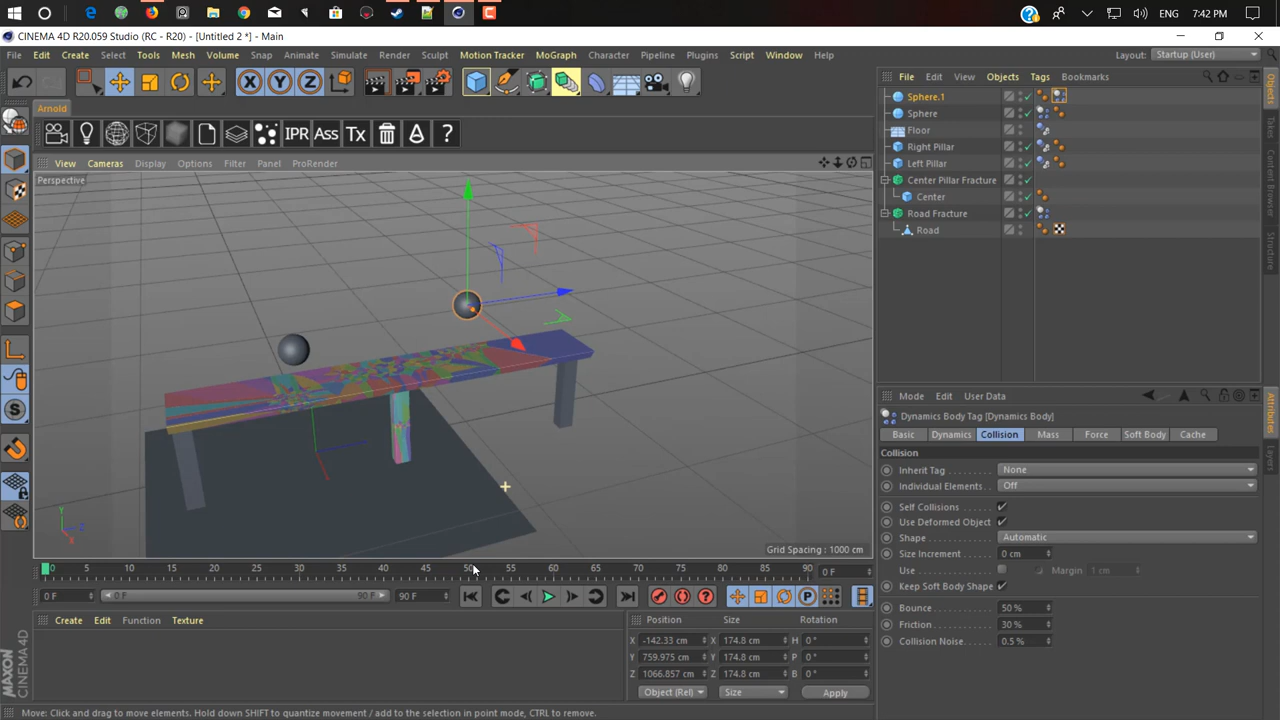 ENG 7:42 PM
CINEMA 4D R20.059 Studio (RC - R20) - [Untitled 2 *] - Main
File Edit Create Select Tools Mesh Volume Snap Animate Simulate Render Sculpt Motion Tracker MoGraph Character Pipeline Plugins Script Window Help Layout: Startup (User)
X Y Z
File Edit View Objects Tags Bookmarks
Arnold
IPR Ass Tx ?
View Cameras Display Options Filter Panel ProRender
Perspective
Sphere.1
Sphere
Floor
Right Pillar
Left Pillar
Center Pillar Fracture
Center
Road Fracture
Road
Objects
Takes
Content Browser
Structure
Mode Edit User Data
Dynamics Body Tag [Dynamics Body]
Basic Dynamics Collision Mass Force Soft Body Cache
Collision
Inherit Tag None
Individual Elements Off
Self Collisions
Use Deformed Object
Shape Automatic
Size Increment 0 cm
Use Margin 1 cm
Keep Soft Body Shape
Bounce 50 %
Friction 30 %
Collision Noise 0.5 %
Attributes
Layers
Y
Z
X
Grid Spacing : 1000 cm
0 5 10 15 20 25 30 35 40 45 50 55 60 65 70 75 80 85 90 0 F
0 F 0 F 90 F 90 F
Create Edit Function Texture
Position Size Rotation
X -142.33 cm X 174.8 cm H 0 °
Y 759.975 cm Y 174.8 cm P 0 °
Z 1066.857 cm Z 174.8 cm B 0 °
Object (Rel) Size Apply
MAXON
CINEMA 4D
Move: Click and drag to move elements. Hold down SHIFT to quantize movement / add to the selection in point mode, CTRL to remove.